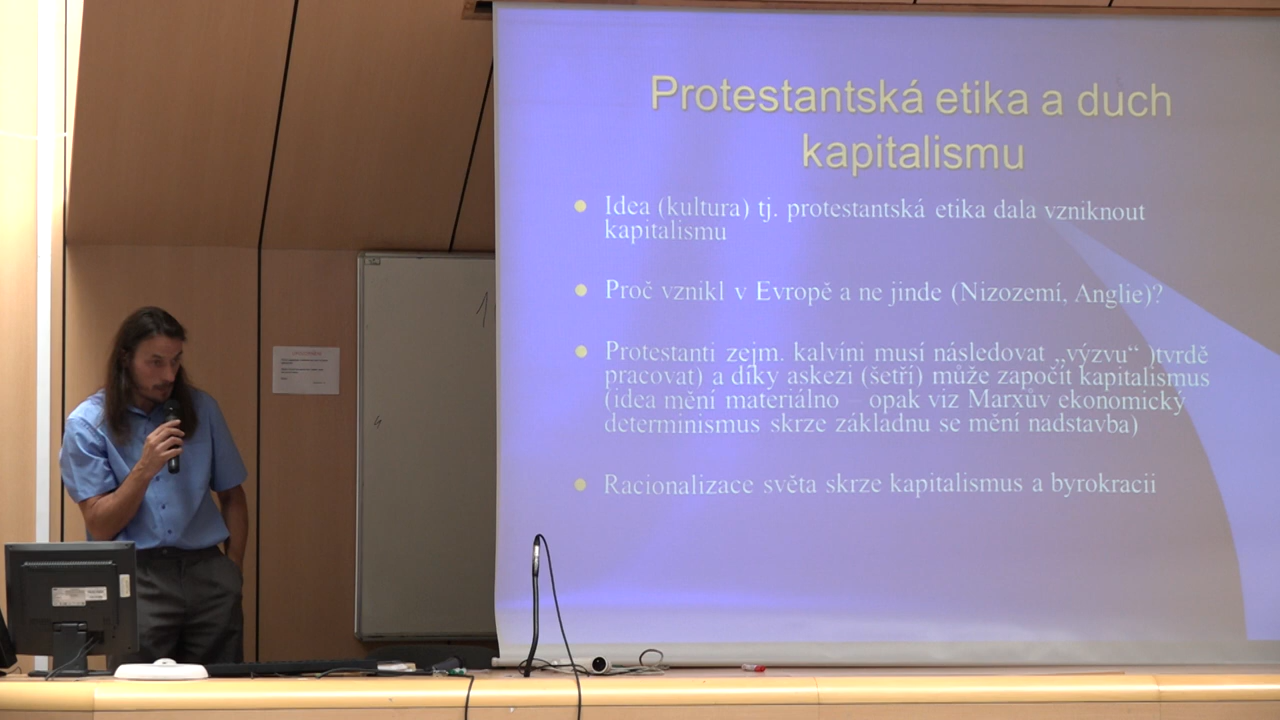 Protestantská etika a duch
kapitalismu
Idea (kultura) tj. protestantská etika dala vzniknout
kapitalismu
Proč vznikl v Evropě a ne jinde (Nizozemí, Anglie)?
Protestanti zejm. kalvíni musí následovat „výzvu“ )tvrdě
pracovat) a díky askezi (šetří) může započít kapitalismus
(idea mění materiálno – opak viz Marxův ekonomický
determinismus skrze základnu se mění nadstavba)
Racionalizace světa skrze kapitalismus a byrokracii